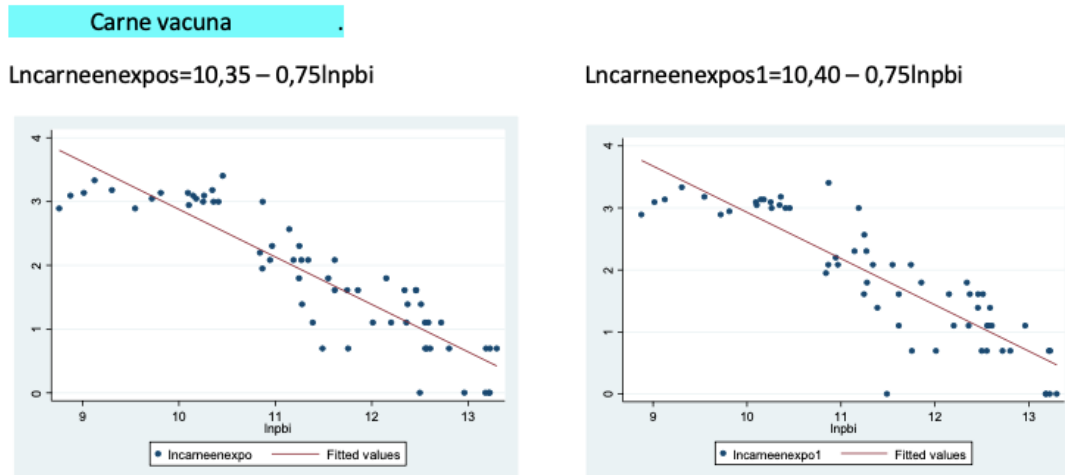 Carne vacuna .
Lncarneenexpos=10,35 – 0,75lnpbi
Lncarneenexpos1=10,40 – 0,75lnpbi
4
3
2
1
0
9 10 11 12 13
lnpbi
lncarneenexpo Fitted values
4
3
2
1
0
9 10 11 12 13
lnpbi
lncarneenexpo1 Fitted values